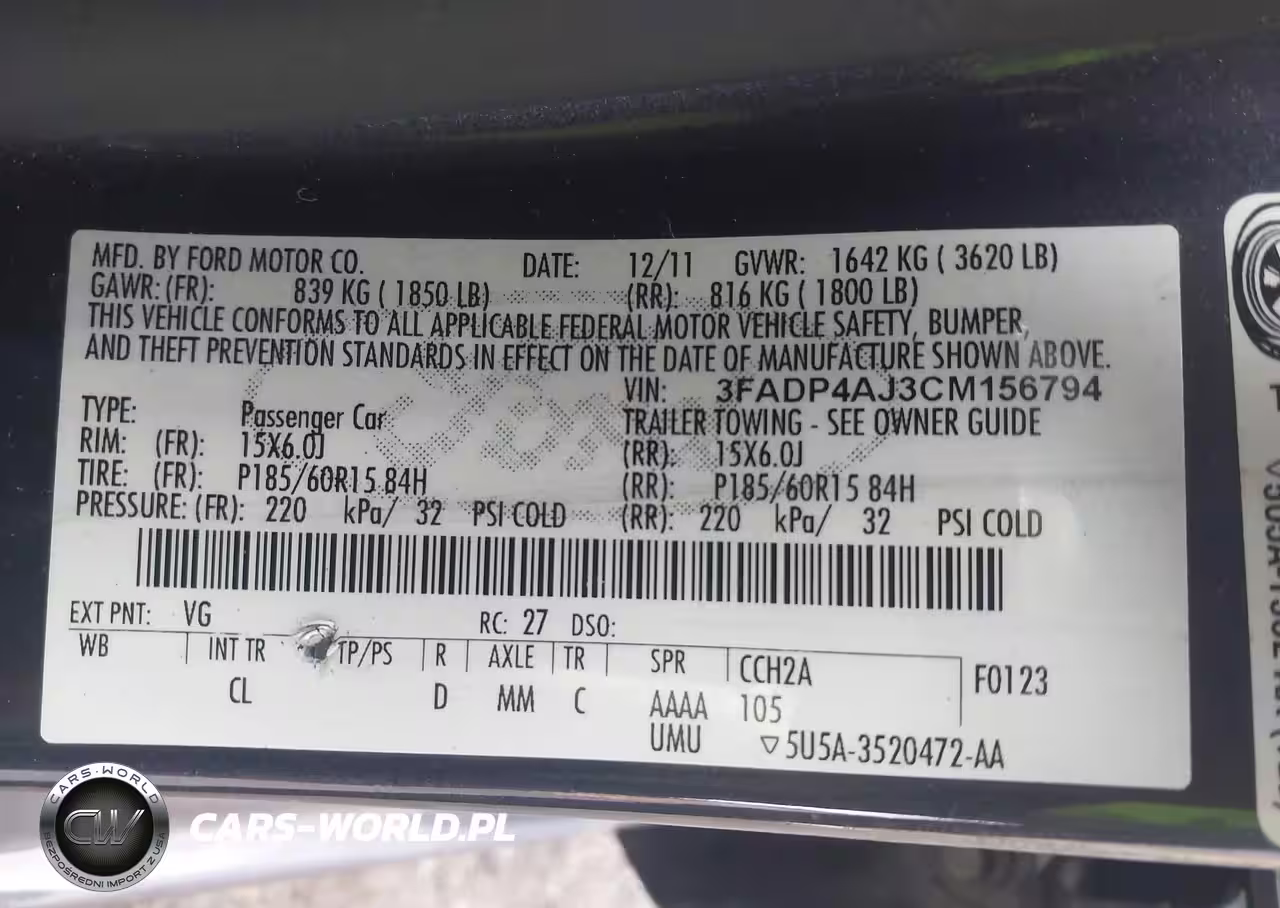 MFD. BY FORD MOTOR CO. DATE: 12/11 GVWR: 1642 KG ( 3620 LB)
GAWR: (FR): 839 KG ( 1850 LB) (RR): 816 KG ( 1800 LB)
THIS VEHICLE CONFORMS TO ALL APPLICABLE FEDERAL MOTOR VEHICLE SAFETY, BUMPER,
AND THEFT PREVENTION STANDARDS IN EFFECT ON THE DATE OF MANUFACTURE SHOWN ABOVE.
VIN: 3FADP4AJ3CM156794
TYPE: Passenger Car TRAILER TOWING - SEE OWNER GUIDE
RIM: (FR): 15X6.0J (RR): 15X6.0J
TIRE: (FR): P185/60R15 84H (RR): P185/60R15 84H
PRESSURE: (FR): 220 kPa/ 32 PSI COLD (RR): 220 kPa/ 32 PSI COLD
EXT PNT: VG RC: 27 DSO:
WB INT TR TP/PS R AXLE TR SPR CCH2A F0123
CL D MM C AAAA 105
UMU ▽5U5A-3520472-AA
CARS-WORLD
CW
BEZPOŚREDNI IMPORT Z USA
CARS-WORLD.PL